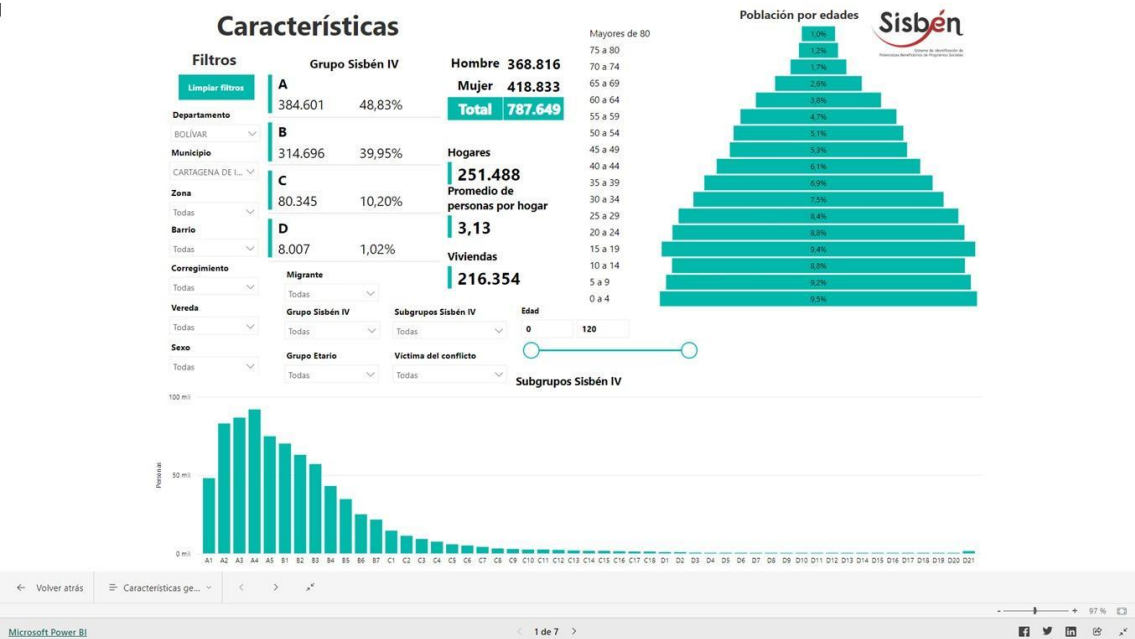 Características
Población por edades
Sisbén
Sistema de Identificación de
Potenciales Beneficiarios de Programas Sociales
Filtros
Limpiar filtros
Departamento
BOLÍVAR
Municipio
CARTAGENA DE I...
Zona
Todas
Barrio
Todas
Corregimiento
Todas
Vereda
Todas
Sexo
Todas
Grupo Sisbén IV
A
384.601 48,83%
B
314.696 39,95%
C
80.345 10,20%
D
8.007 1,02%
Hombre 368.816
Mujer 418.833
Total 787.649
Hogares
251.488
Promedio de
personas por hogar
3,13
Viviendas
216.354
Migrante
Todas
Grupo Sisbén IV
Todas
Subgrupos Sisbén IV
Todas
Grupo Etario
Todas
Víctima del conflicto
Todas
Edad
0 120
Mayores de 80 1,0%
75 a 80 1,2%
70 a 74 1,7%
65 a 69 2,6%
60 a 64 3,8%
55 a 59 4,7%
50 a 54 5,1%
45 a 49 5,3%
40 a 44 6,1%
35 a 39 6,9%
30 a 34 7,5%
25 a 29 8,4%
20 a 24 8,8%
15 a 19 9,4%
10 a 14 8,8%
5 a 9 9,2%
0 a 4 9,5%
Subgrupos Sisbén IV
100 mil
50 mil
0 mil
Personas
A1 A2 A3 A4 A5 B1 B2 B3 B4 B5 B6 B7 C1 C2 C3 C4 C5 C6 C7 C8 C9 C10 C11 C12 C13 C14 C15 C16 C17 C18 D1 D2 D3 D4 D5 D6 D7 D8 D9 D10 D11 D12 D13 D14 D15 D16 D17 D18 D19 D20 D21
Volver atrás
Características ge...
97 %
Microsoft Power BI
1 de 7